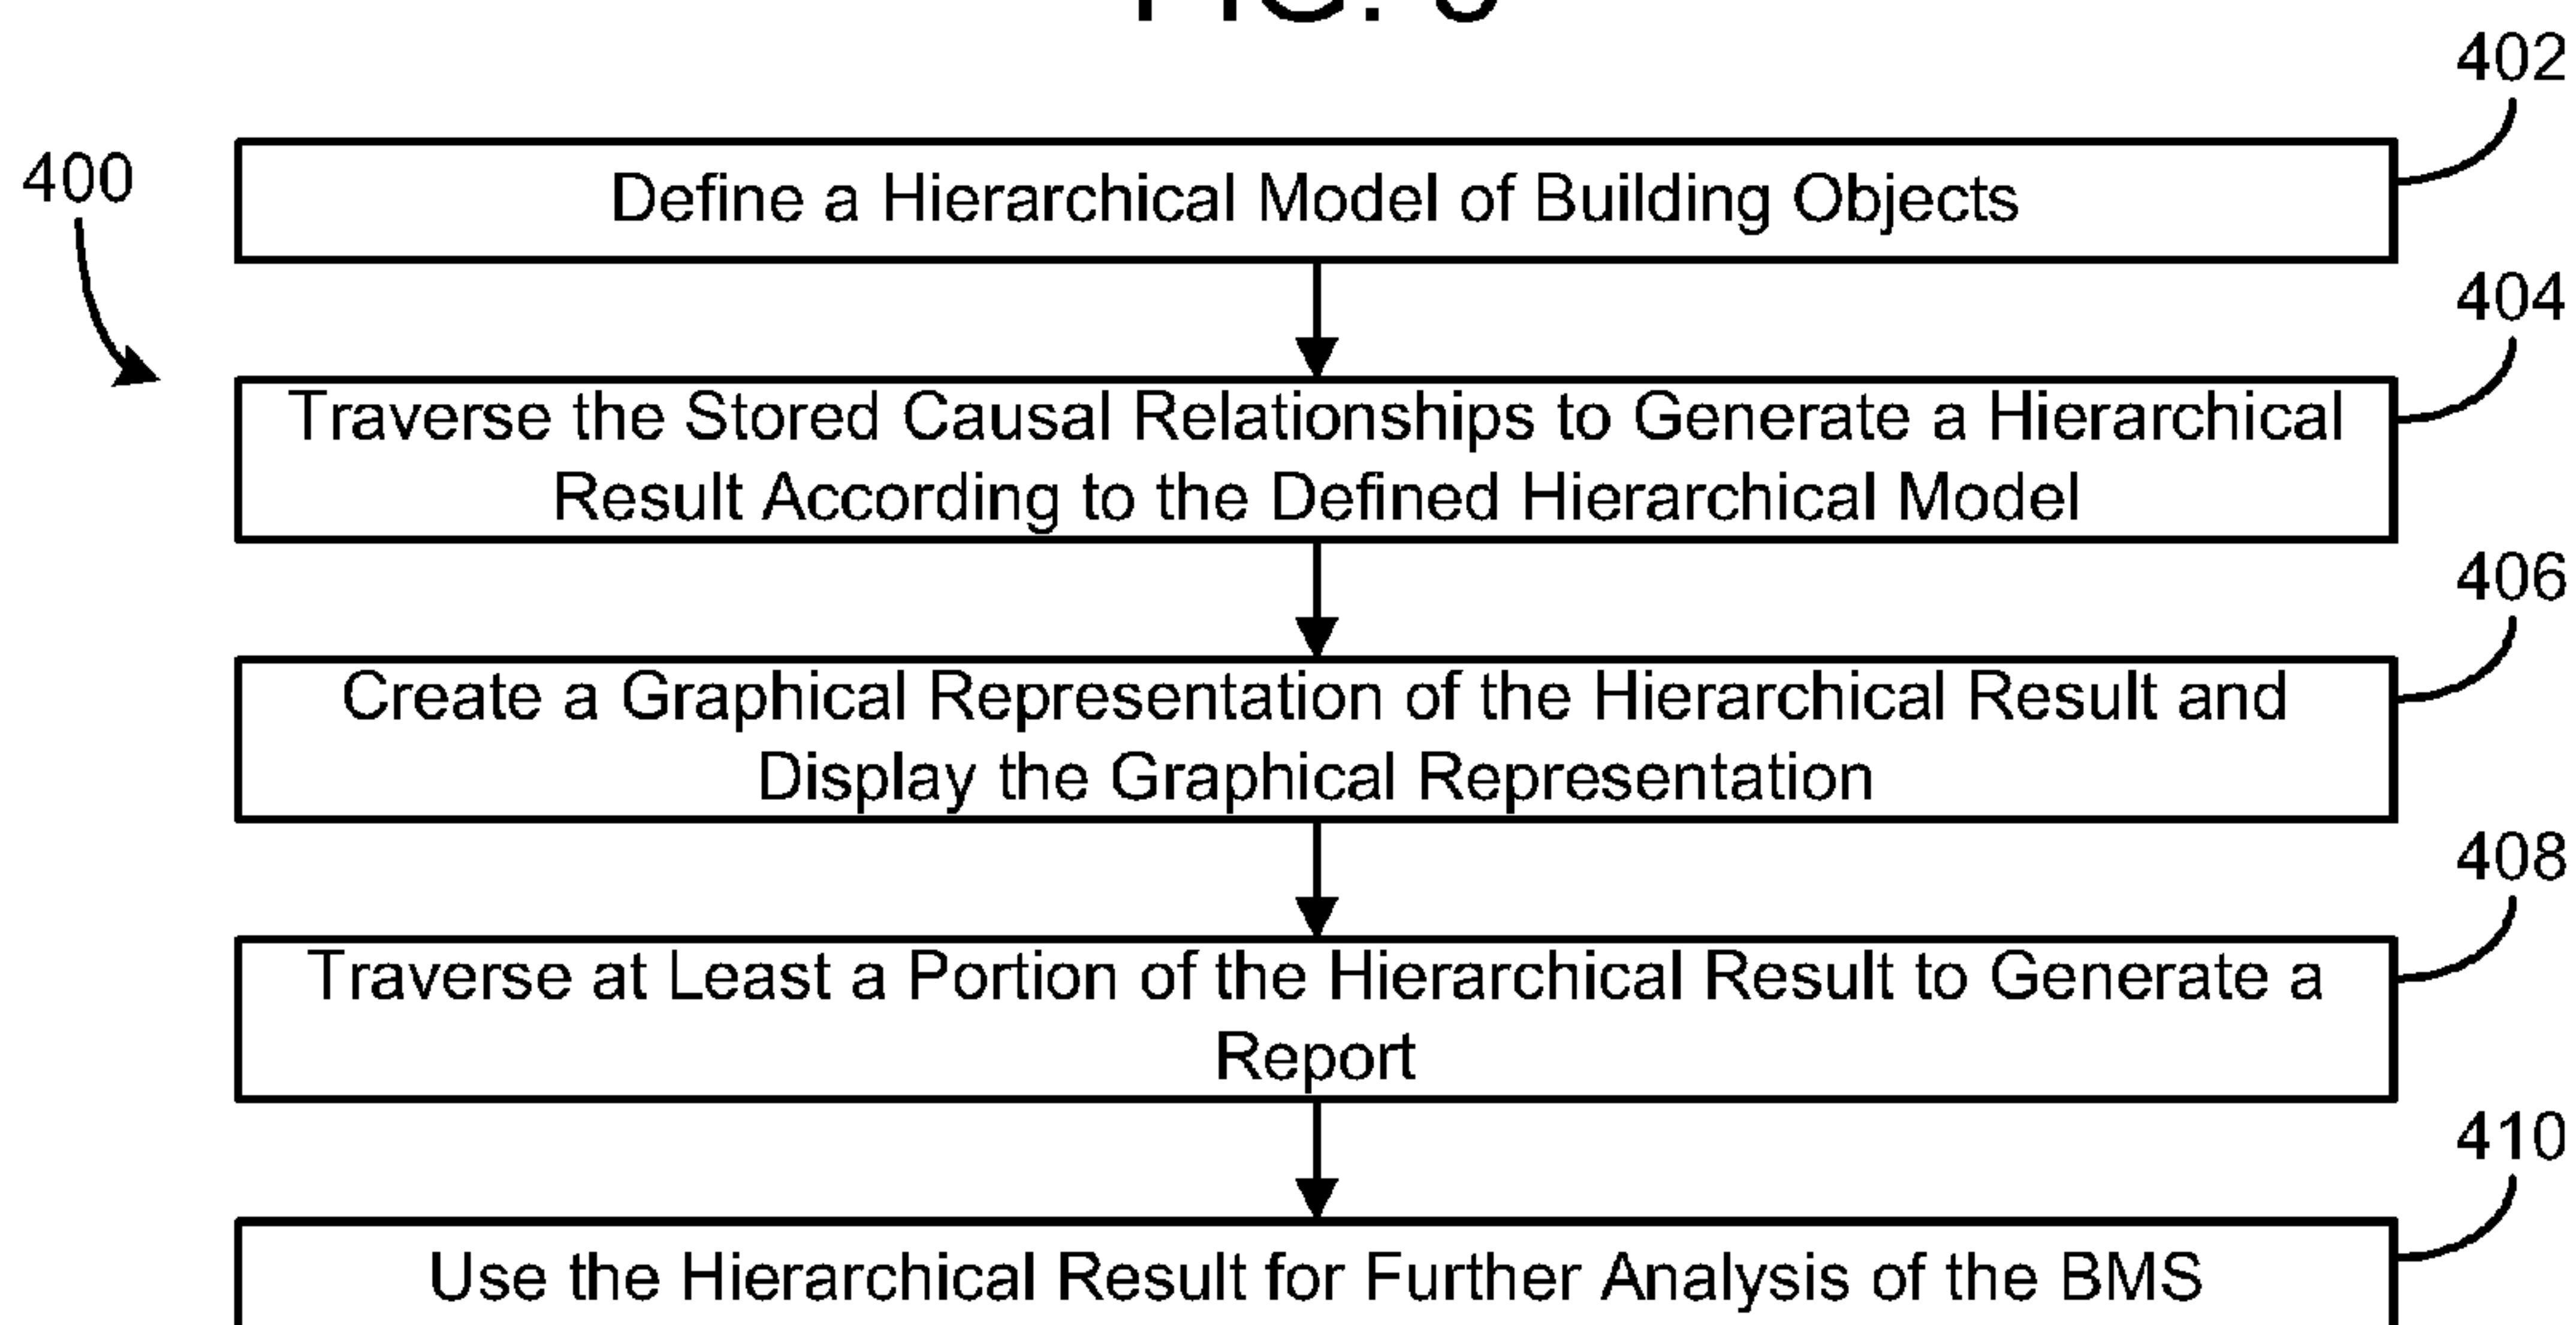 FIG.
402
400
Define a Hierarchical Model of Building Objects
404
Traverse the Stored Causal Relationships to Generate a Hierarchical
Result According to the Defined Hierarchical Model
406
Create a Graphical Representation of the Hierarchical Result and
Display the Graphical Representation
408
Traverse at Least a Portion of the Hierarchical Result to Generate a
Report
410
Use the Hierarchical Result for Further Analysis of the BMS